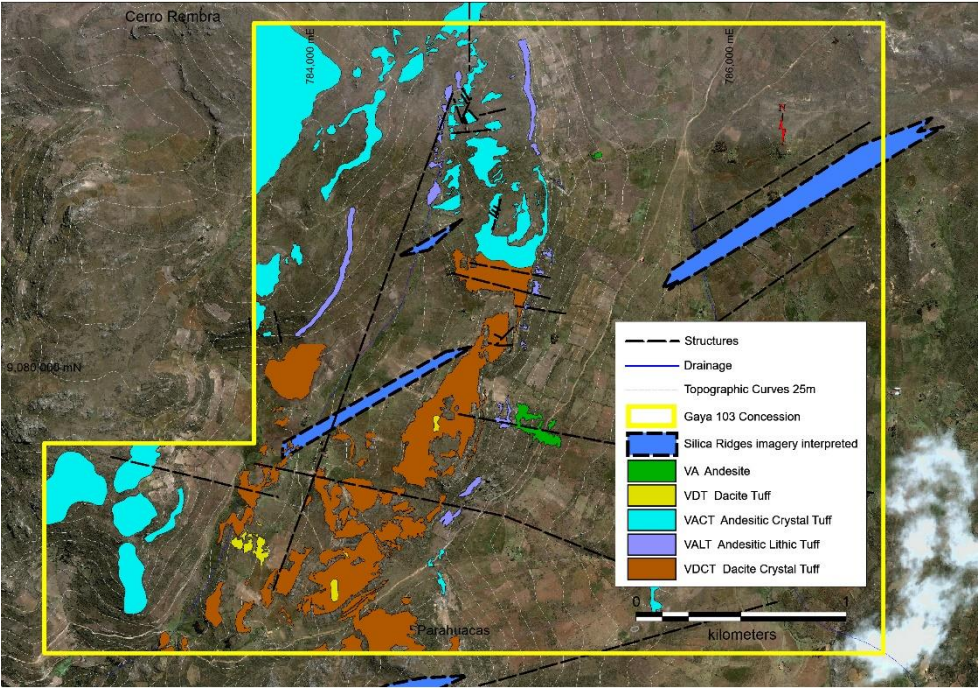 Cerro Rembra
784,000 mE
786,000 mE
N
9,080,000 mN
Structures
Drainage
Topographic Curves 25m
Gaya 103 Concession
Silica Ridges imagery interpreted
VA Andesite
VDT Dacite Tuff
VACT Andesitic Crystal Tuff
VALT Andesitic Lithic Tuff
VDCT Dacite Crystal Tuff
0 1
kilometers
Parahuacas